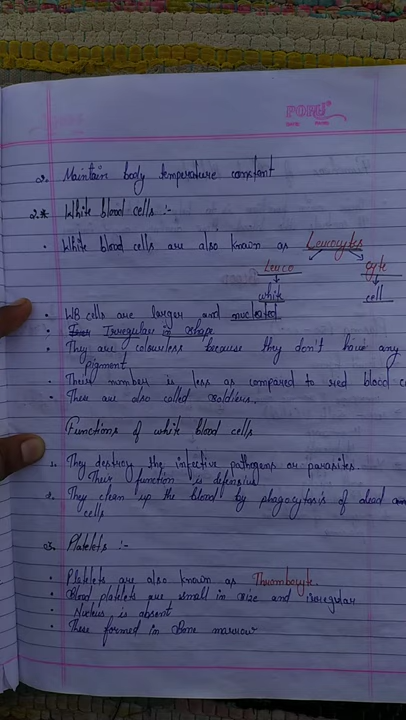 PORY
2. Maintain body temperature constant
2.* White blood cells :-
• White blood cells are also known as Leucocytes
Leuco cyte
white cell
• WB cells are larger and nucleated
• Irregular in shape
• They are colourless because they don't have any
pigment
• Their number is less as compared to red blood c
• These are also called soldiers.
Functions of white blood cells
1. They destroy the infective pathogens or parasites.
Their function is defensive
2. They clean up the blood by phagocytosis of dead
cells
03. Platelets :-
• Platelets are also known as Thrombocyte.
• Blood platelets are small in size and irregular
• Nucleus is absent
• These formed in Bone marrow